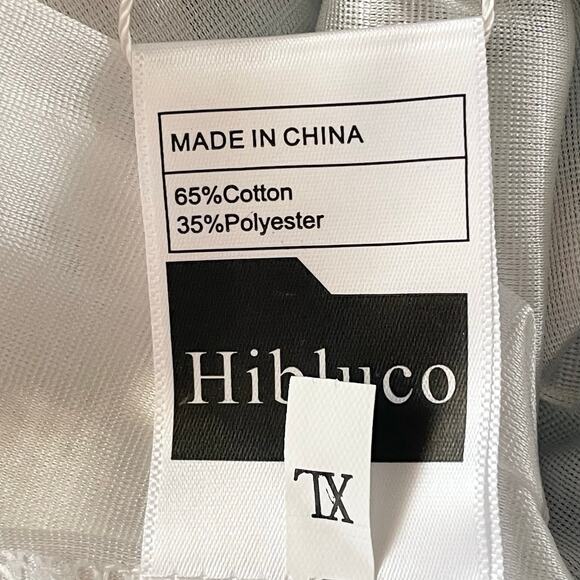 MADE IN CHINA
65%Cotton
35%Polyester
Hibluco
XL